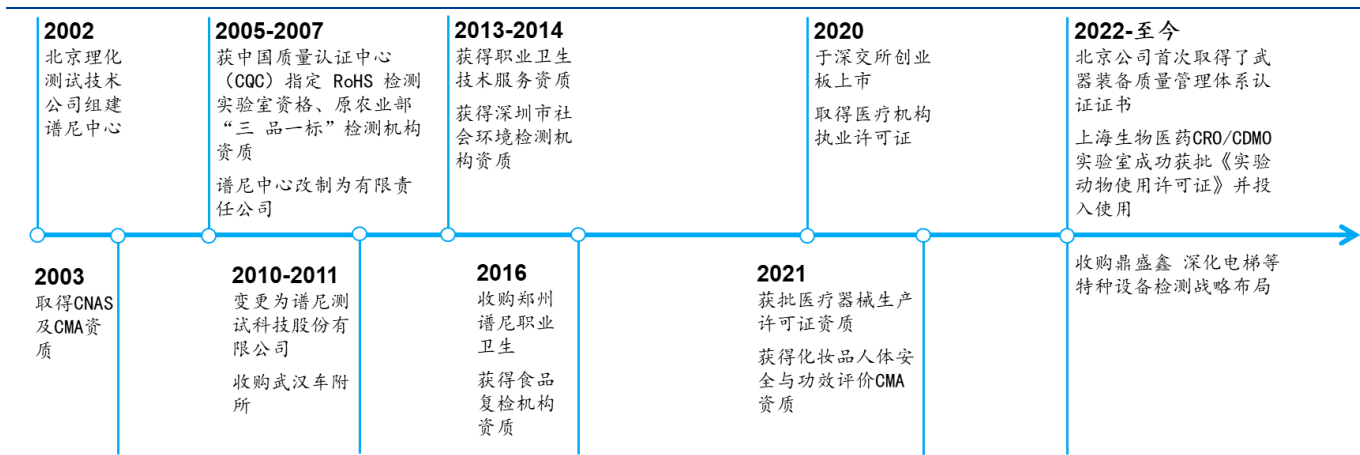 2002
北京理化
测试技术
公司组建
谱尼中心
2003
取得CNAS
及CMA资
质
2005-2007
获中国质量认证中心
（CQC）指定 RoHS 检测
实验室资格、原农业部
“三 品一标”检测机构
资质
谱尼中心改制为有限责
任公司
2010-2011
变更为谱尼测
试科技股份有
限公司
收购武汉车附
所
2013-2014
获得职业卫生
技术服务资质
获得深圳市社
会环境检测机
构资质
2016
收购郑州
谱尼职业
卫生
获得食品
复检机构
资质
2020
于深交所创业
板上市
取得医疗机构
执业许可证
2021
获批医疗器械生产
许可证资质
获得化妆品人体安
全与功效评价CMA
资质
2022-至今
北京公司首次取得了武
器装备质量管理体系认
证证书
上海生物医药CRO/CDMO
实验室成功获批《实验
动物使用许可证》并投
入使用
收购鼎盛鑫 深化电梯等
特种设备检测战略布局